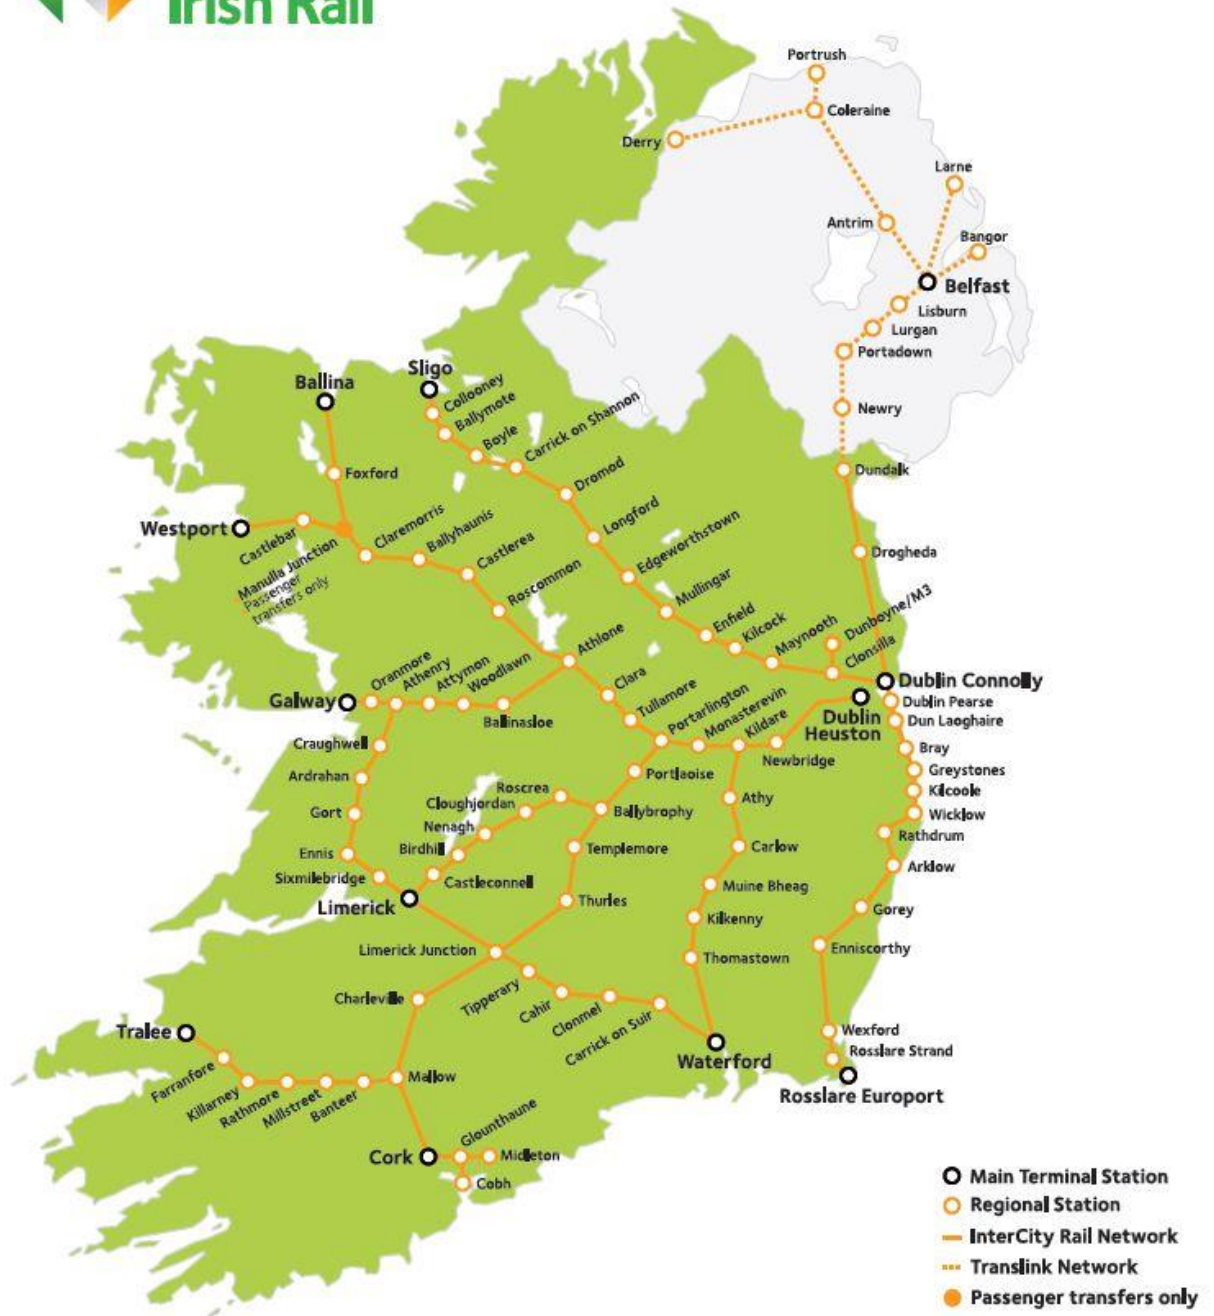 Irish Rail
Portrush
Coleraine
Derry
Larne
Antrim
Bangor
Belfast
Lisburn
Lurgan
Portadown
Newry
Dundalk
Drogheda
Sligo
Ballina
Collooney
Ballymote
Boyle
Carrick on Shannon
Dromod
Longford
Edgeworthstown
Mullingar
Enfield
Kilcock
Maynooth
Dunboyne/M3
Clonsilla
Foxford
Westport
Castlebar
Manulla Junction
Passenger
transfers only
Claremorris
Ballyhaunis
Castlerea
Roscommon
Athlone
Clara
Tullamore
Portarlington
Monasterevin
Kildare
Newbridge
Dublin Connolly
Dublin
Heuston
Dublin Pearse
Dun Laoghaire
Bray
Greystones
Kilcoole
Wicklow
Rathdrum
Arklow
Gorey
Enniscorthy
Wexford
Rosslare Strand
Rosslare Europort
Galway
Oranmore
Athenry
Attymon
Woodlawn
Ballinasloe
Craughwell
Ardrahan
Gort
Ennis
Sixmilebridge
Limerick
Roscrea
Cloughjordan
Nenagh
Birdhill
Castleconnell
Portlaoise
Ballybrophy
Templemore
Thurles
Athy
Carlow
Muine Bheag
Kilkenny
Thomastown
Limerick Junction
Charleville
Tipperary
Cahir
Clonmel
Carrick on Suir
Waterford
Tralee
Farranfore
Killarney
Rathmore
Millstreet
Banteer
Mallow
Cork
Glounthaune
Midleton
Cobh
Main Terminal Station
Regional Station
InterCity Rail Network
Translink Network
Passenger transfers only